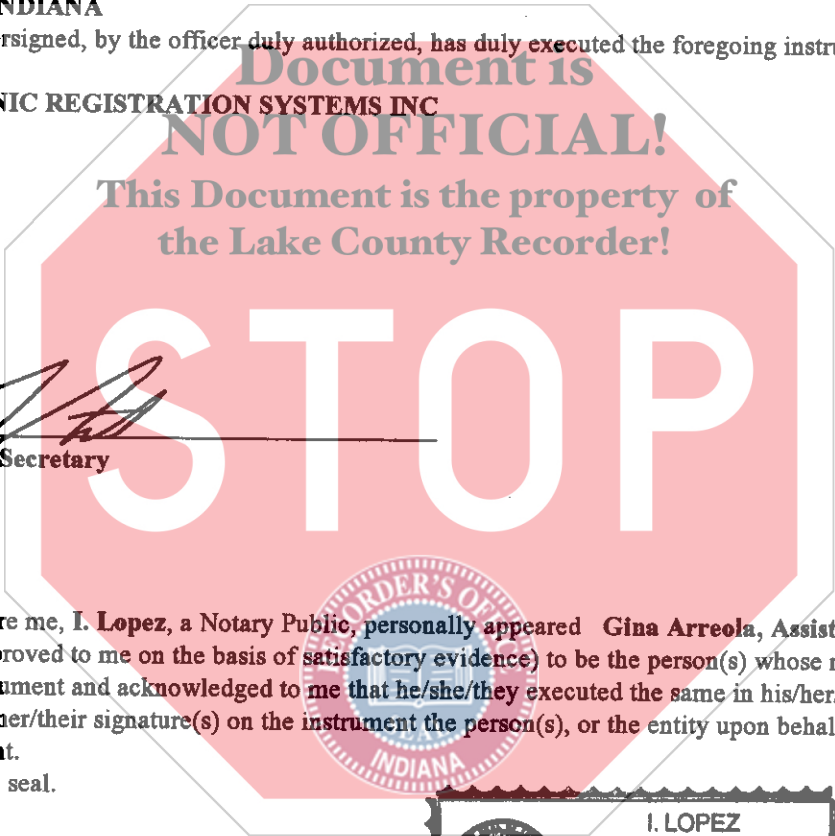 NDIANA
rsigned, by the officer duly authorized, has duly executed the foregoing instru
Document is
NIC REGISTRATION SYSTEMS INC
NOT OFFICIAL!
This Document is the property of
the Lake County Recorder!
STOP
Secretary
RECORDER'S OFFICE
re me, I. Lopez, a Notary Public, personally appeared Gina Arreola, Assist
roved to me on the basis of satisfactory evidence) to be the person(s) whose n
ument and acknowledged to me that he/she/they executed the same in his/her/
her/their signature(s) on the instrument the person(s), or the entity upon behal
nt.
SEAL
INDIANA
seal.
I. LOPEZ